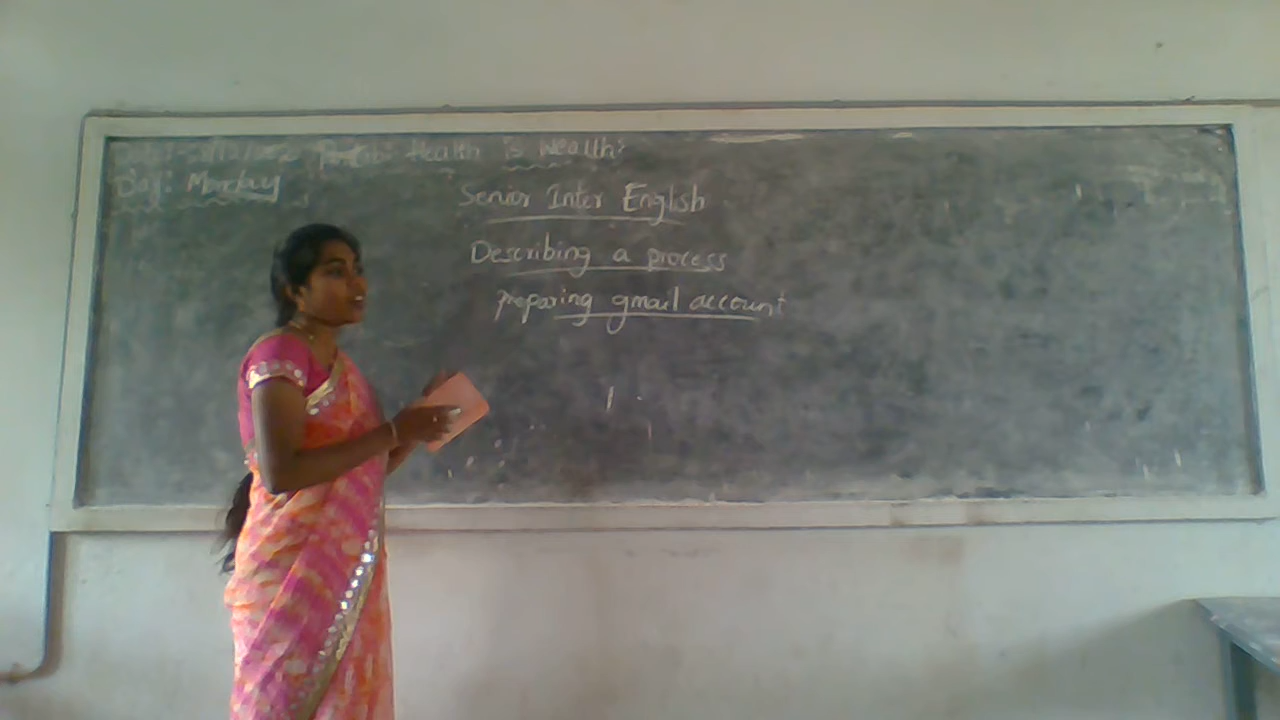 Health is Wealth
Day: Monday
Senior Inter English
Describing a process
preparing gmail account